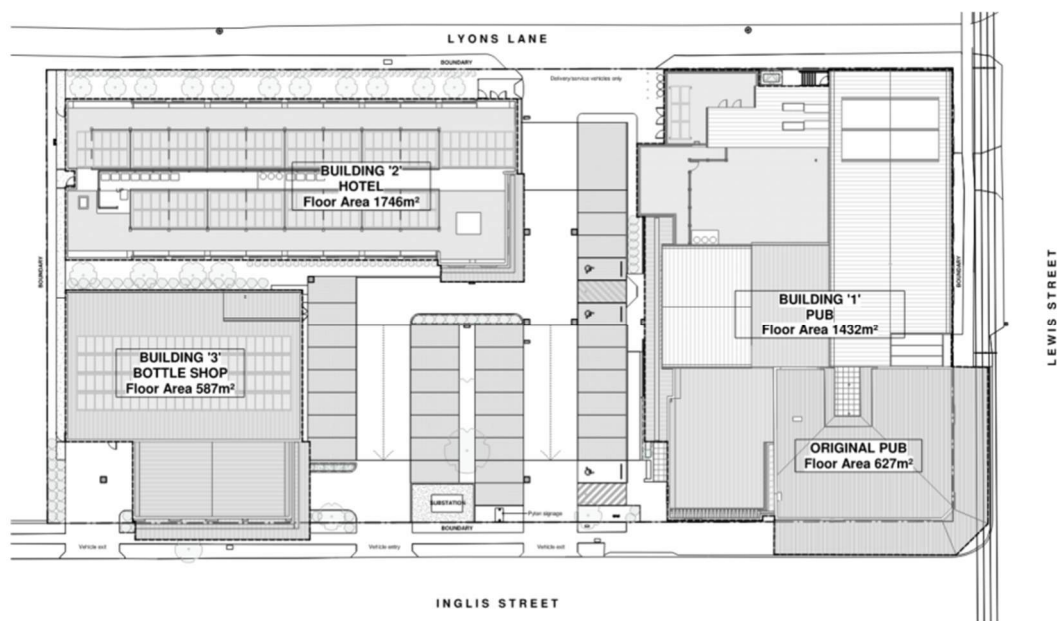 LYONS LANE
BOUNDARY
Delivery/service vehicles only
BUILDING '2'
HOTEL
Floor Area 1746m²
BOUNDARY
BOUNDARY
LEWIS STREET
BUILDING '1'
PUB
Floor Area 1432m²
BUILDING '3'
BOTTLE SHOP
Floor Area 587m²
ORIGINAL PUB
Floor Area 627m²
SUBSTATION
Pylon signage
BOUNDARY
Vehicle exit
Vehicle entry
Vehicle exit
INGLIS STREET